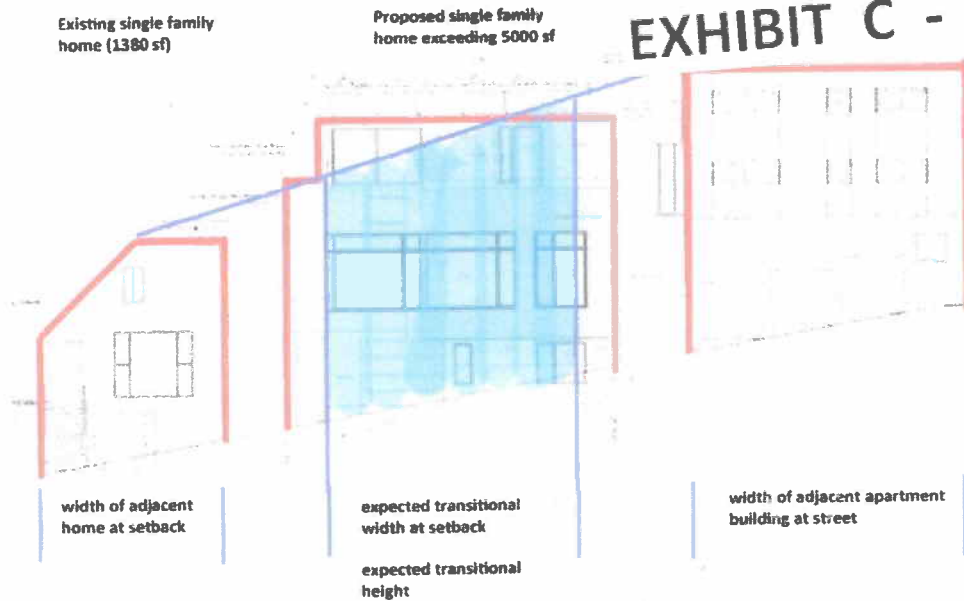 Existing single family
home (1380 sf)
Proposed single family
home exceeding 5000 sf
EXHIBIT C -
width of adjacent
home at setback
expected transitional
width at setback
expected transitional
height
width of adjacent apartment
building at street